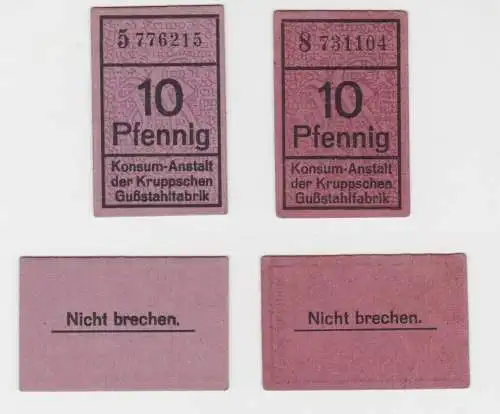 5 776215
10
Pfennig
Konsum-Anstalt
der Kruppschen
Gußstahlfabrik
8 731104
10
Pfennig
Konsum-Anstalt
der Kruppschen
Gußstahlfabrik
Nicht brechen.
Nicht brechen.